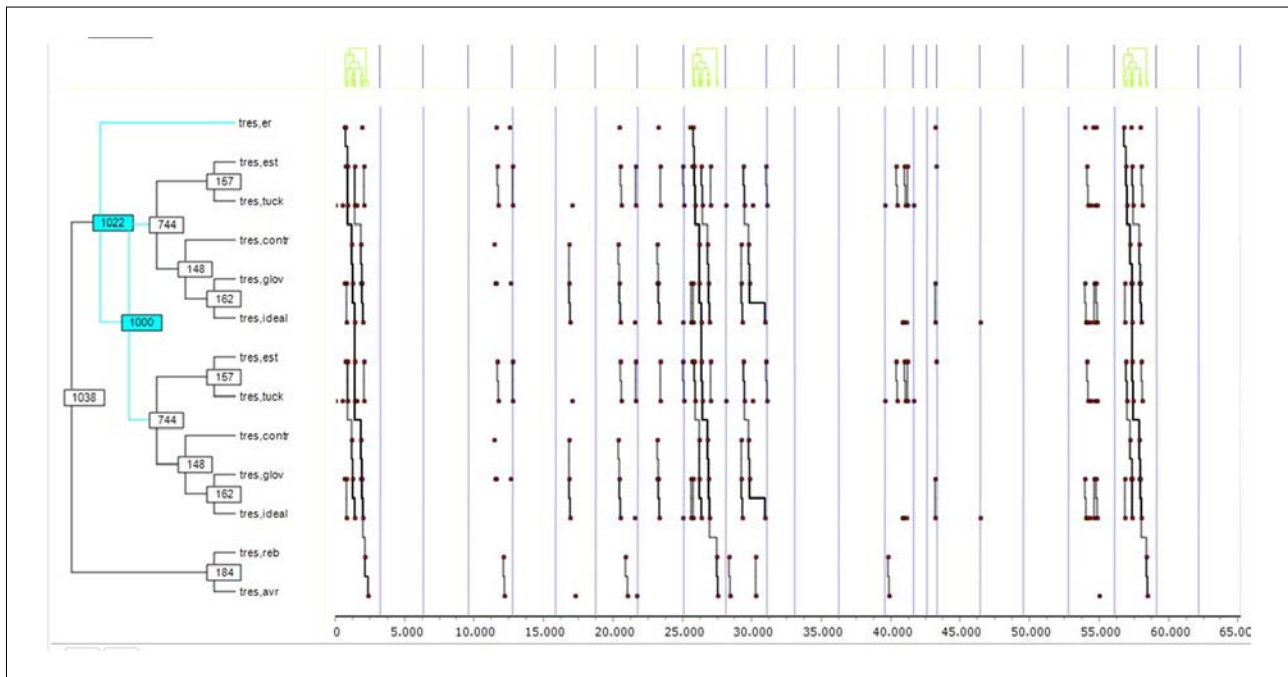 tres,er
tres,est
157
tres,tuck
1022
744
tres,contr
148
tres,glov
162
tres,ideal
1000
tres,est
157
tres,tuck
1038
744
tres,contr
148
tres,glov
162
tres,ideal
tres,reb
184
tres,avr
0 5.000 10.000 15.000 20.000 25.000 30.000 35.000 40.000 45.000 50.000 55.000 60.000 65.00